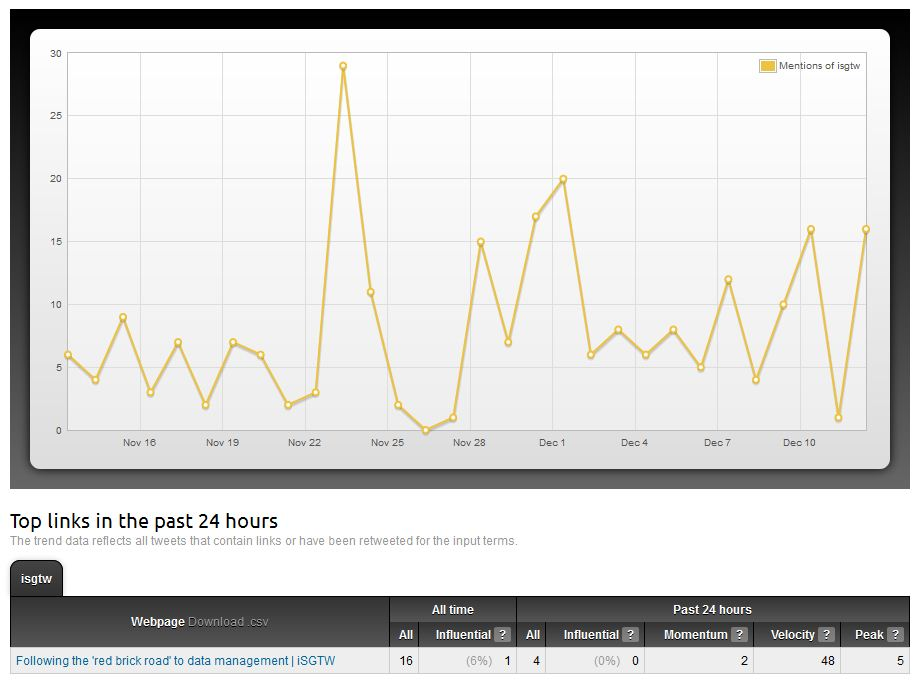 30
Mentions of isgtw
25
20
15
10
5
0
Nov 16 Nov 19 Nov 22 Nov 25 Nov 28 Dec 1 Dec 4 Dec 7 Dec 10
Top links in the past 24 hours
The trend data reflects all tweets that contain links or have been retweeted for the input terms.
isgtw
All time Past 24 hours
Webpage Download .csv
All Influential ? All Influential ? Momentum ? Velocity ? Peak ?
Following the 'red brick road' to data management | iSGTW 16 (6%) 1 4 (0%) 0 2 48 5